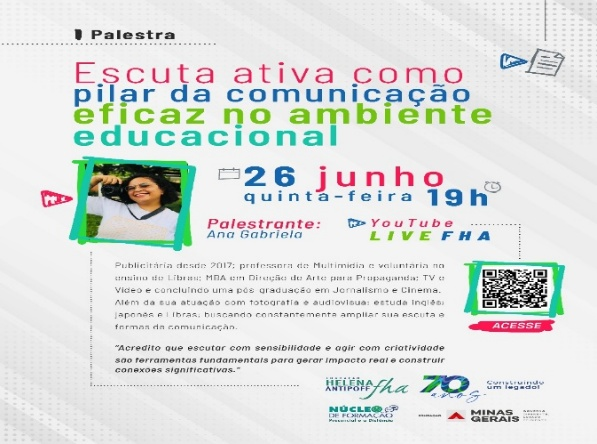 Palestra
Escuta ativa como
pilar da comunicação
eficaz no ambiente
educacional
26 junho
quinta-feira 19h
Palestrante:
Ana Gabriela
YouTube
LIVE FHA
Publicitária desde 2017; professora de Multimídia e voluntária no
ensino de Libras; MBA em Direção de Arte para Propaganda; TV e
Vídeo e concluindo uma pós-graduação em Jornalismo e Cinema.
Além da sua atuação com fotografia e audiovisual; estuda inglês;
japonês e Libras, buscando constantemente ampliar sua escuta e
formas de comunicação.
ACESSE
"Acredito que escutar com sensibilidade e agir com criatividade
são ferramentas fundamentais para gerar impacto real e construir
conexões significativas."
FUNDAÇÃO
HELENA
ANTIPOFF fha
70 anos
Construindo
um legado!
NÚCLEO
DE FORMAÇÃO
Presencial e a Distância
MINAS
GERAIS